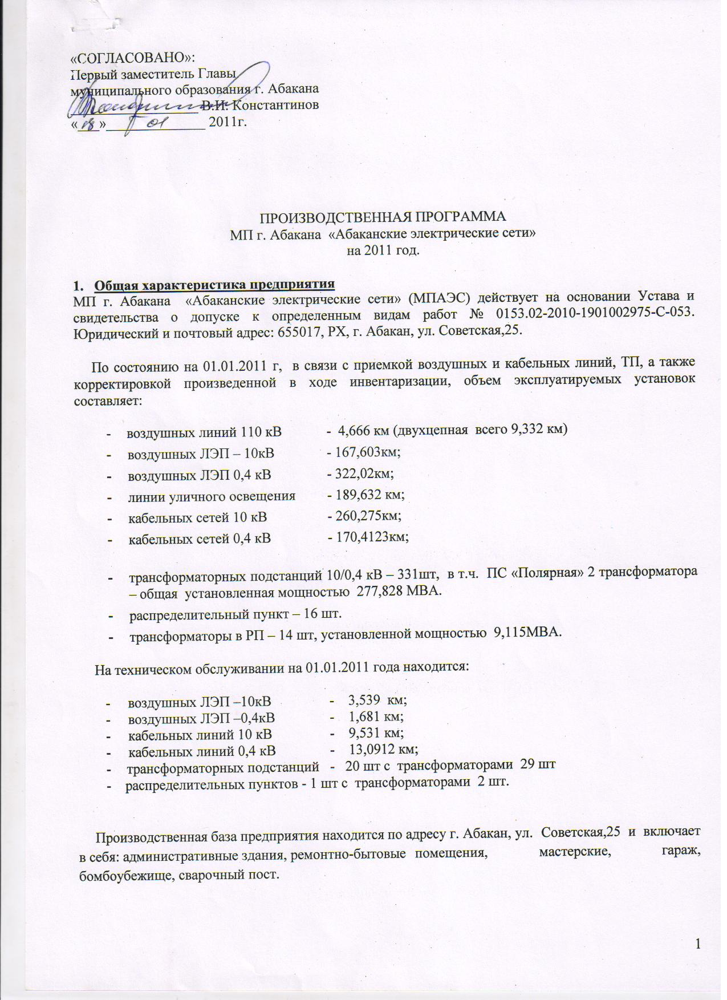 «СОГЛАСОВАНО»:
Первый заместитель Главы
муниципального образования г. Абакана
__________________ В.И. Константинов
«___»______01________ 2011г.
ПРОИЗВОДСТВЕННАЯ ПРОГРАММА
МП г. Абакана «Абаканские электрические сети»
на 2011 год.
1. Общая характеристика предприятия
МП г. Абакана «Абаканские электрические сети» (МПАЭС) действует на основании Устава и
свидетельства о допуске к определенным видам работ № 0153.02-2010-1901002975-С-053.
Юридический и почтовый адрес: 655017, РХ, г. Абакан, ул. Советская,25.
По состоянию на 01.01.2011 г, в связи с приемкой воздушных и кабельных линий, ТП, а также
корректировкой произведенной в ходе инвентаризации, объем эксплуатируемых установок
составляет:
- воздушных линий 110 кВ - 4,666 км (двухцепная всего 9,332 км)
- воздушных ЛЭП – 10кВ - 167,603км;
- воздушных ЛЭП 0,4 кВ - 322,02км;
- линии уличного освещения - 189,632 км;
- кабельных сетей 10 кВ - 260,275км;
- кабельных сетей 0,4 кВ - 170,4123км;
- трансформаторных подстанций 10/0,4 кВ – 331шт, в т.ч. ПС «Полярная» 2 трансформатора
– общая установленная мощностью 277,828 МВА.
- распределительный пункт – 16 шт.
- трансформаторы в РП – 14 шт, установленной мощностью 9,115МВА.
На техническом обслуживании на 01.01.2011 года находится:
- воздушных ЛЭП –10кВ - 3,539 км;
- воздушных ЛЭП –0,4кВ - 1,681 км;
- кабельных линий 10 кВ - 9,531 км;
- кабельных линий 0,4 кВ - 13,0912 км;
- трансформаторных подстанций - 20 шт с трансформаторами 29 шт
- распределительных пунктов - 1 шт с трансформаторами 2 шт.
Производственная база предприятия находится по адресу г. Абакан, ул. Советская,25 и включает
в себя: административные здания, ремонтно-бытовые помещения, мастерские, гараж,
бомбоубежище, сварочный пост.
1